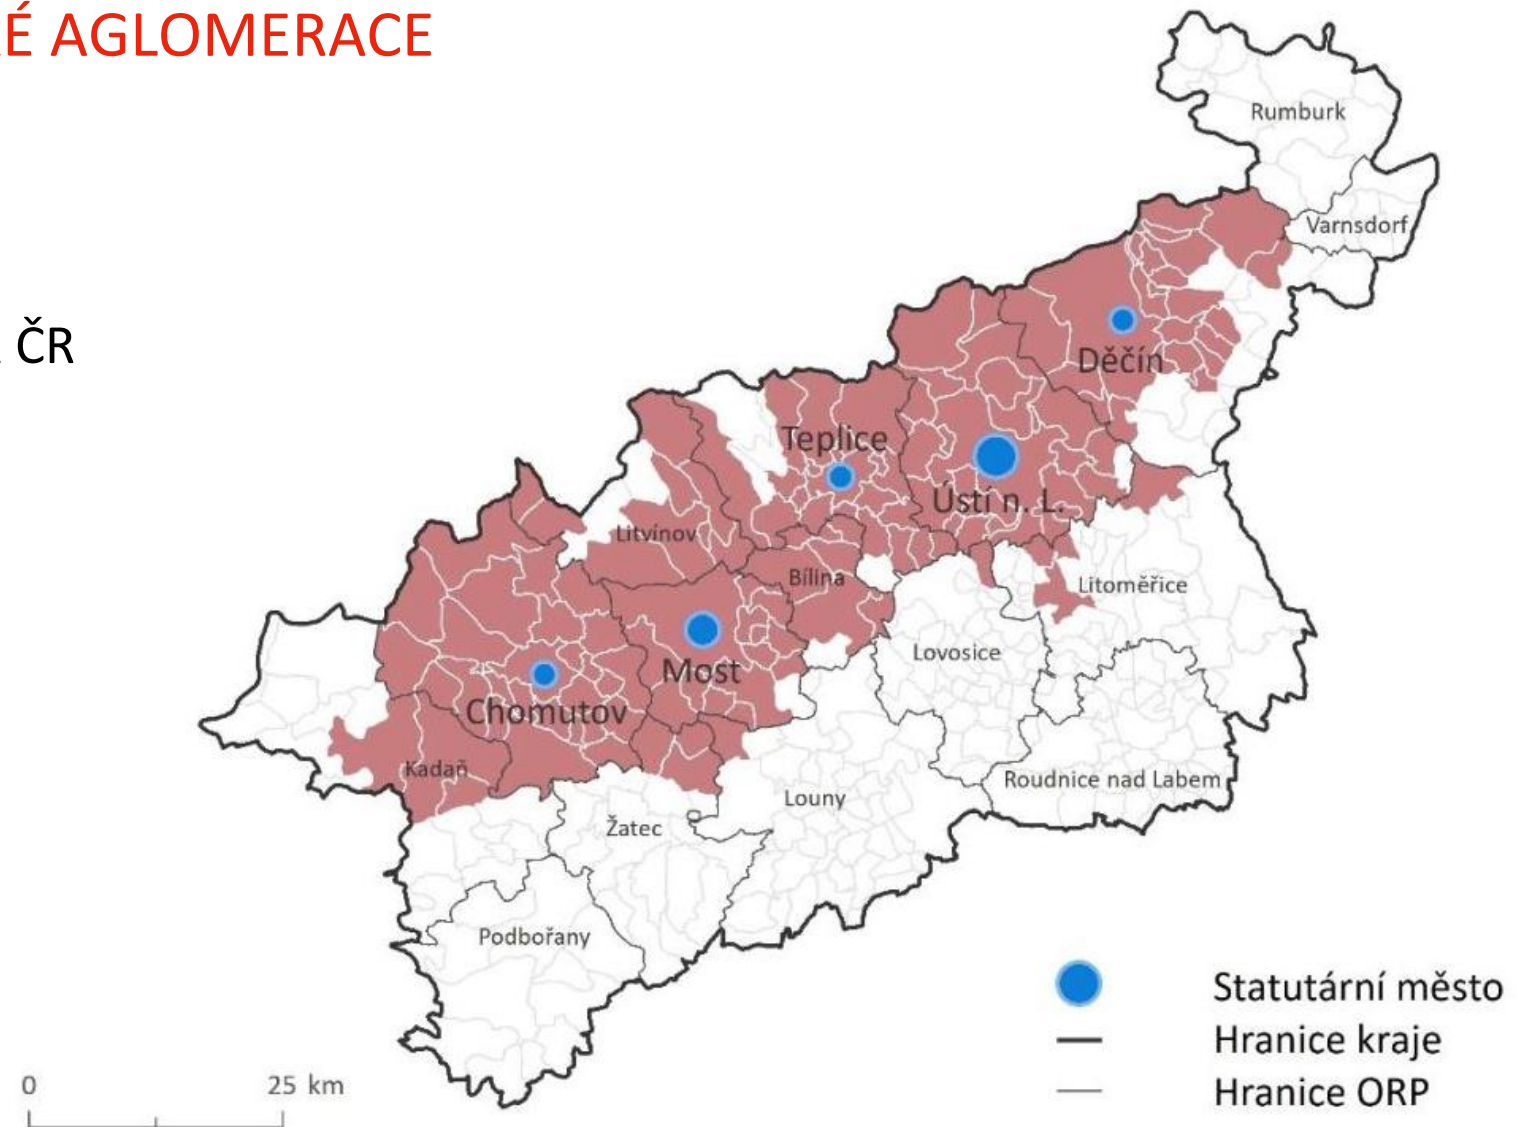 É AGLOMERACE
Rumburk
Varnsdorf
ČR
Děčín
Teplice
Ústí n. L.
Litvínov
Bílina
Litoměřice
Lovosice
Most
Chomutov
Kadaň
Roudnice nad Labem
Louny
Žatec
Podbořany
Statutární město
Hranice kraje
Hranice ORP
0 25 km